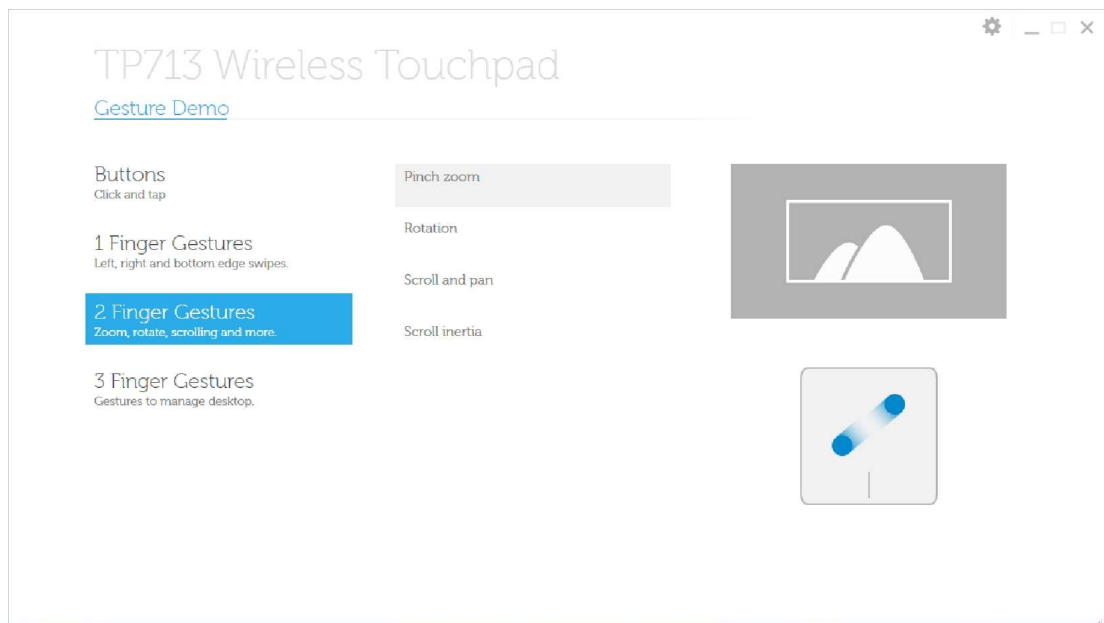 TP713 Wireless Touchpad
Gesture Demo
Buttons
Click and tap
1 Finger Gestures
Left, right and bottom edge swipes.
2 Finger Gestures
Zoom, rotate, scrolling and more.
3 Finger Gestures
Gestures to manage desktop.
Pinch zoom
Rotation
Scroll and pan
Scroll inertia